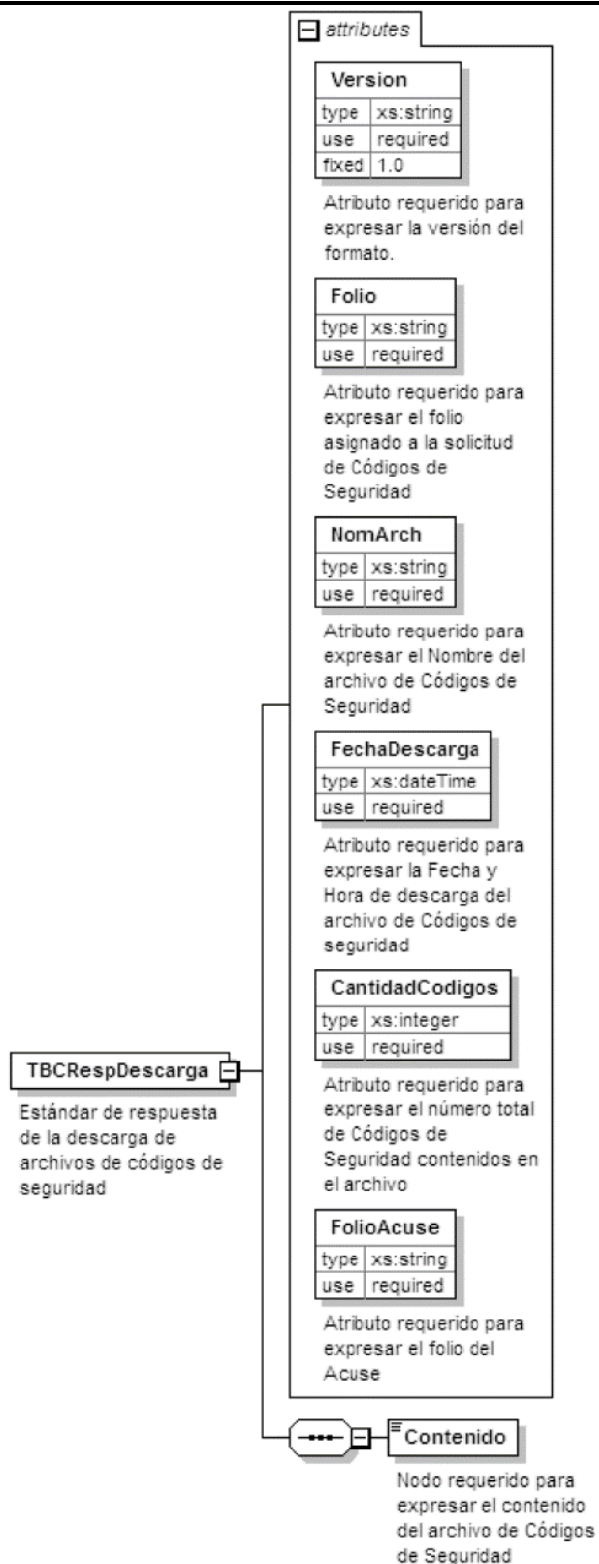 attributes
Version
type xs:string
use required
fixed 1.0
Atributo requerido para
expresar la versión del
formato.
Folio
type xs:string
use required
Atributo requerido para
expresar el folio
asignado a la solicitud
de Códigos de
Seguridad
NomArch
type xs:string
use required
Atributo requerido para
expresar el Nombre del
archivo de Códigos de
Seguridad
FechaDescarga
type xs:dateTime
use required
Atributo requerido para
expresar la Fecha y
Hora de descarga del
archivo de Códigos de
seguridad
CantidadCodigos
type xs:integer
use required
Atributo requerido para
expresar el número total
de Códigos de
Seguridad contenidos en
el archivo
FolioAcuse
type xs:string
use required
Atributo requerido para
expresar el folio del
Acuse
TBCRespDescarga
Estándar de respuesta
de la descarga de
archivos de códigos de
seguridad
Contenido
Nodo requerido para
expresar el contenido
del archivo de Códigos
de Seguridad